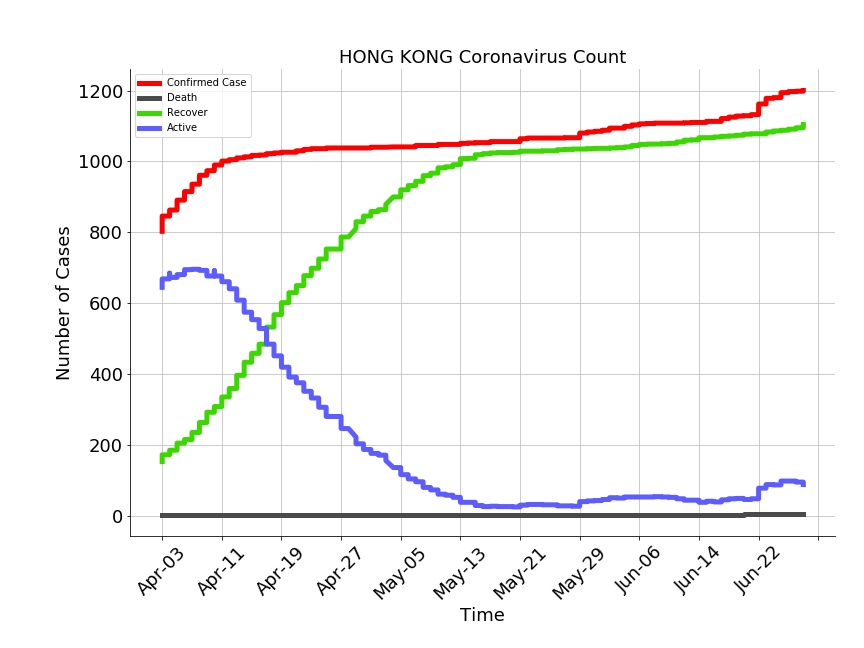 HONG KONG Coronavirus Count
Confirmed Case
Death
Recover
Active
Number of Cases
1200
1000
800
600
400
200
0
Apr-03
Apr-11
Apr-19
Apr-27
May-05
May-13
May-21
May-29
Jun-06
Jun-14
Jun-22
Time